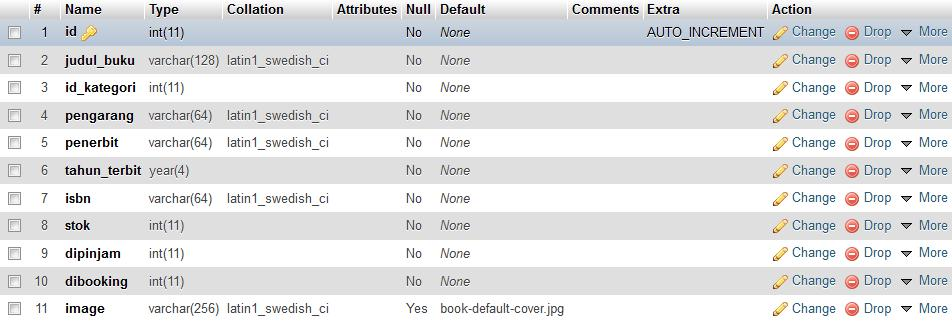 # Name Type Collation Attributes Null Default Comments Extra Action
1 id int(11) No None AUTO_INCREMENT Change Drop More
2 judul_buku varchar(128) latin1_swedish_ci No None Change Drop More
3 id_kategori int(11) No None Change Drop More
4 pengarang varchar(64) latin1_swedish_ci No None Change Drop More
5 penerbit varchar(64) latin1_swedish_ci No None Change Drop More
6 tahun_terbit year(4) No None Change Drop More
7 isbn varchar(64) latin1_swedish_ci No None Change Drop More
8 stok int(11) No None Change Drop More
9 dipinjam int(11) No None Change Drop More
10 dibooking int(11) No None Change Drop More
11 image varchar(256) latin1_swedish_ci Yes book-default-cover.jpg Change Drop More